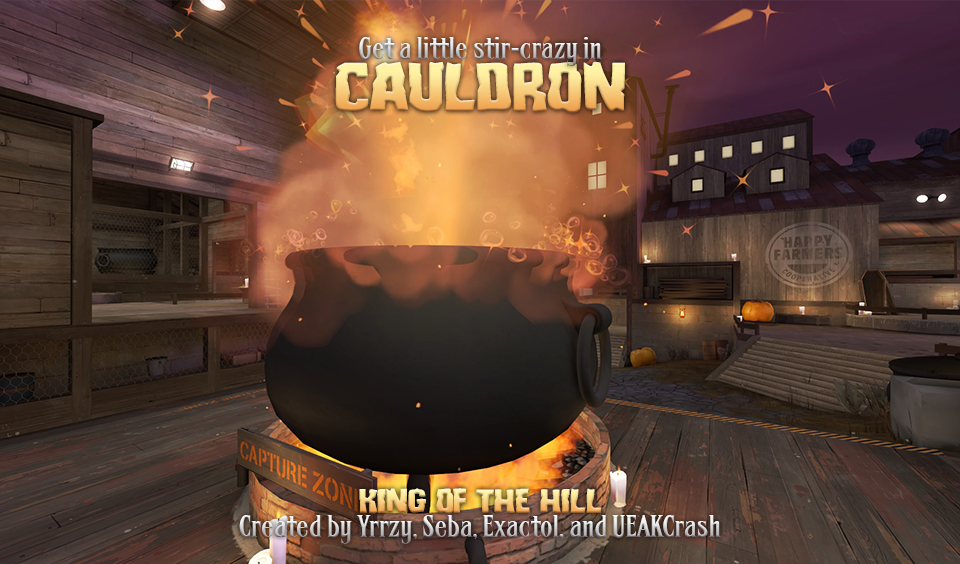 Get a little stir-crazy in
CAULDRON
HAPPY
FARMERS
COOPERATIVE
CAPTURE ZONE
KING OF THE HILL
Created by Yrrzy, Seba, Exactol, and UEAKCrash